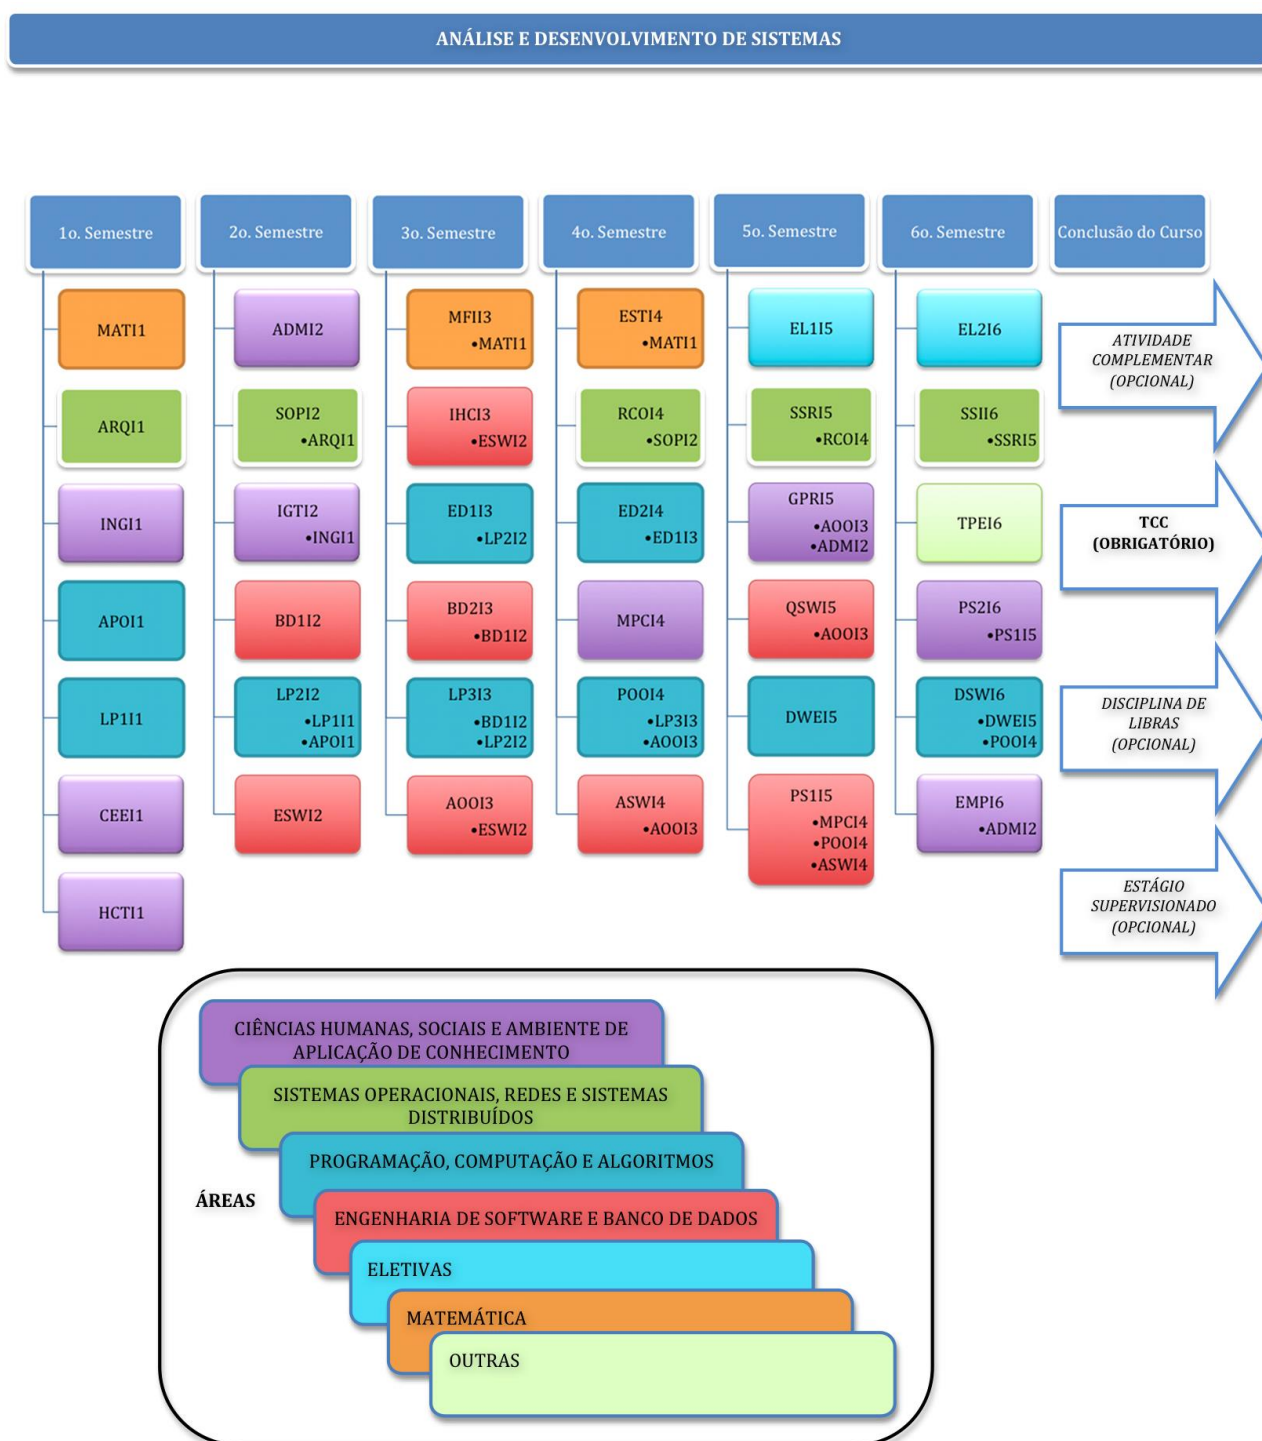 ANÁLISE E DESENVOLVIMENTO DE SISTEMAS
1o. Semestre
MATI1
ARQI1
INGI1
APOI1
LP1I1
CEEI1
HCTI1
2o. Semestre
ADMI2
SOPI2
•ARQI1
IGTI2
•INGI1
BD1I2
LP2I2
•LP1I1
•APOI1
ESWI2
3o. Semestre
MFII3
•MATI1
IHCI3
•ESWI2
ED1I3
•LP2I2
BD2I3
•BD1I2
LP3I3
•BD1I2
•LP2I2
AOOI3
•ESWI2
4o. Semestre
ESTI4
•MATI1
RCOI4
•SOPI2
ED2I4
•ED1I3
MPCI4
POOI4
•LP3I3
•AOOI3
ASWI4
•AOOI3
5o. Semestre
EL1I5
SSRI5
•RCOI4
GPRI5
•AOOI3
•ADMI2
QSWI5
•AOOI3
DWEI5
PS1I5
•MPCI4
•POOI4
•ASWI4
6o. Semestre
EL2I6
SSII6
•SSRI5
TPEI6
PS2I6
•PS1I5
DSWI6
•DWEI5
•POOI4
EMPI6
•ADMI2
Conclusão do Curso
ATIVIDADE
COMPLEMENTAR
(OPCIONAL)
TCC
(OBRIGATÓRIO)
DISCIPLINA DE
LIBRAS
(OPCIONAL)
ESTÁGIO
SUPERVISIONADO
(OPCIONAL)
ÁREAS
CIÊNCIAS HUMANAS, SOCIAIS E AMBIENTE DE
APLICAÇÃO DE CONHECIMENTO
SISTEMAS OPERACIONAIS, REDES E SISTEMAS
DISTRIBUÍDOS
PROGRAMAÇÃO, COMPUTAÇÃO E ALGORITMOS
ENGENHARIA DE SOFTWARE E BANCO DE DADOS
ELETIVAS
MATEMÁTICA
OUTRAS